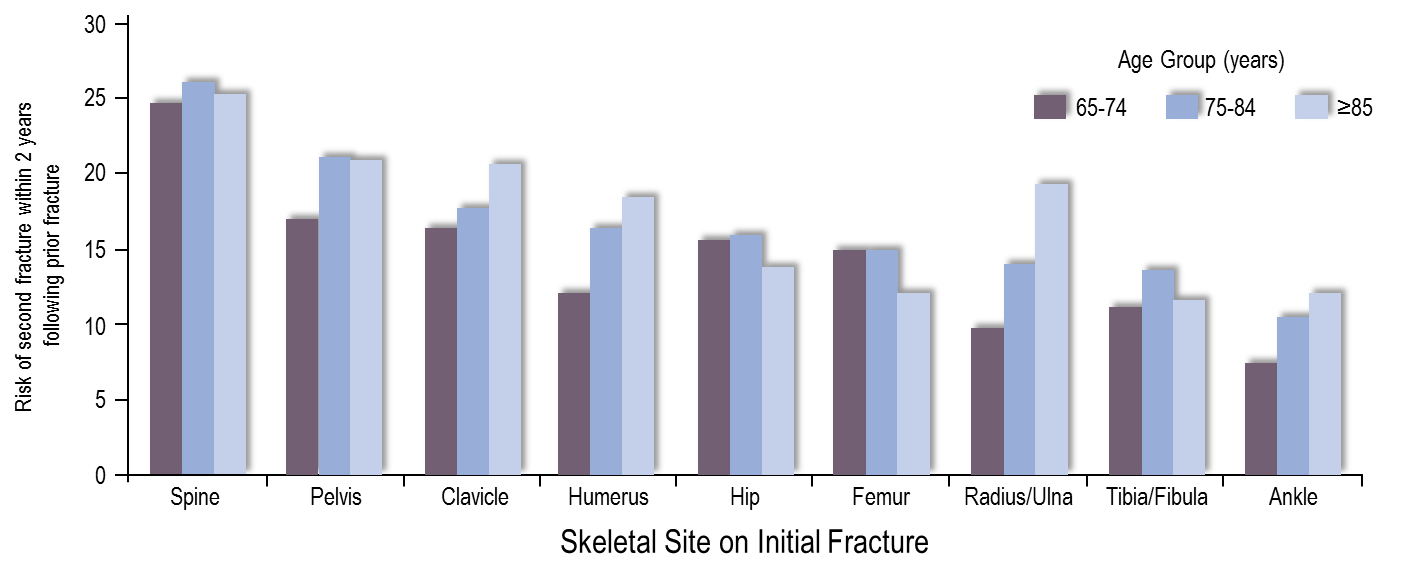 Risk of second fracture within 2 years
following prior fracture
30
25
20
15
10
5
0
Age Group (years)
65-74 75-84 ≥85
Spine Pelvis Clavicle Humerus Hip Femur Radius/Ulna Tibia/Fibula Ankle
Skeletal Site on Initial Fracture